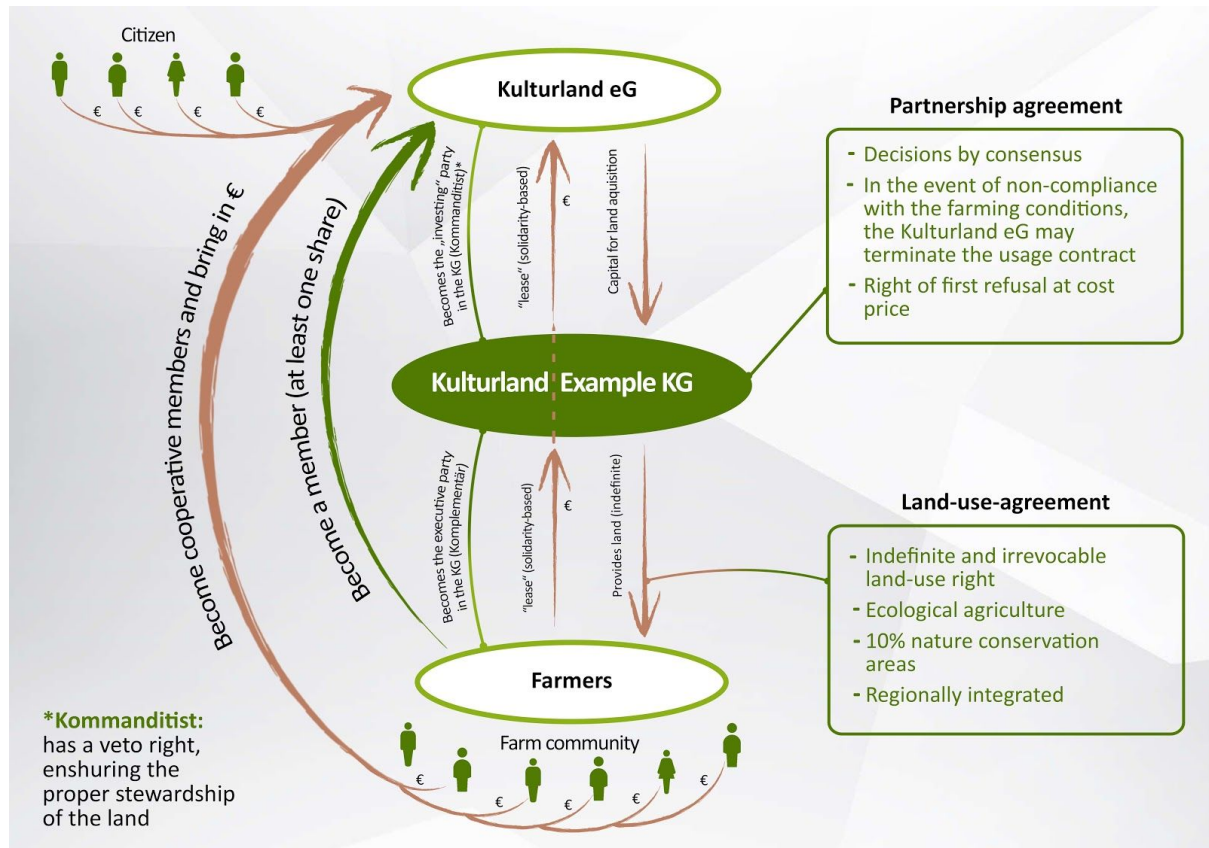 Citizen
€
€
€
€
Kulturland eG
Become cooperative members and bring in €
Become a member (at least one share)
Becomes the „investing“ party
in the KG (Kommanditist)*
"lease" (solidarity-based)
€
Capital for land aquisition
Partnership agreement
- Decisions by consensus
- In the event of non-compliance
with the farming conditions,
the Kulturland eG may
terminate the usage contract
- Right of first refusal at cost
price
Kulturland Example KG
Becomes the executive party
in the KG (Komplementär)
"lease" (solidarity-based)
€
Provides land (indefinite)
Land-use-agreement
- Indefinite and irrevocable
land-use right
- Ecological agriculture
- 10% nature conservation
areas
- Regionally integrated
Farmers
Farm community
€
€
€
€
€
*Kommanditist:
has a veto right,
enshuring the
proper stewardship
of the land